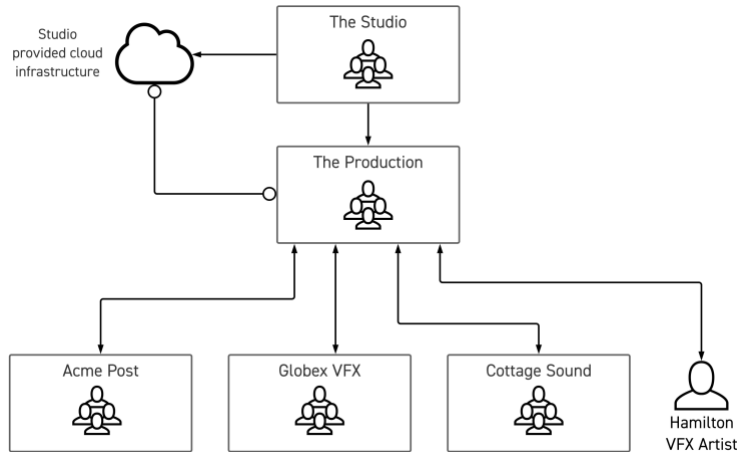 The Studio
Studio
provided cloud
infrastructure
The Production
Acme Post
Globex VFX
Cottage Sound
Hamilton
VFX Artist